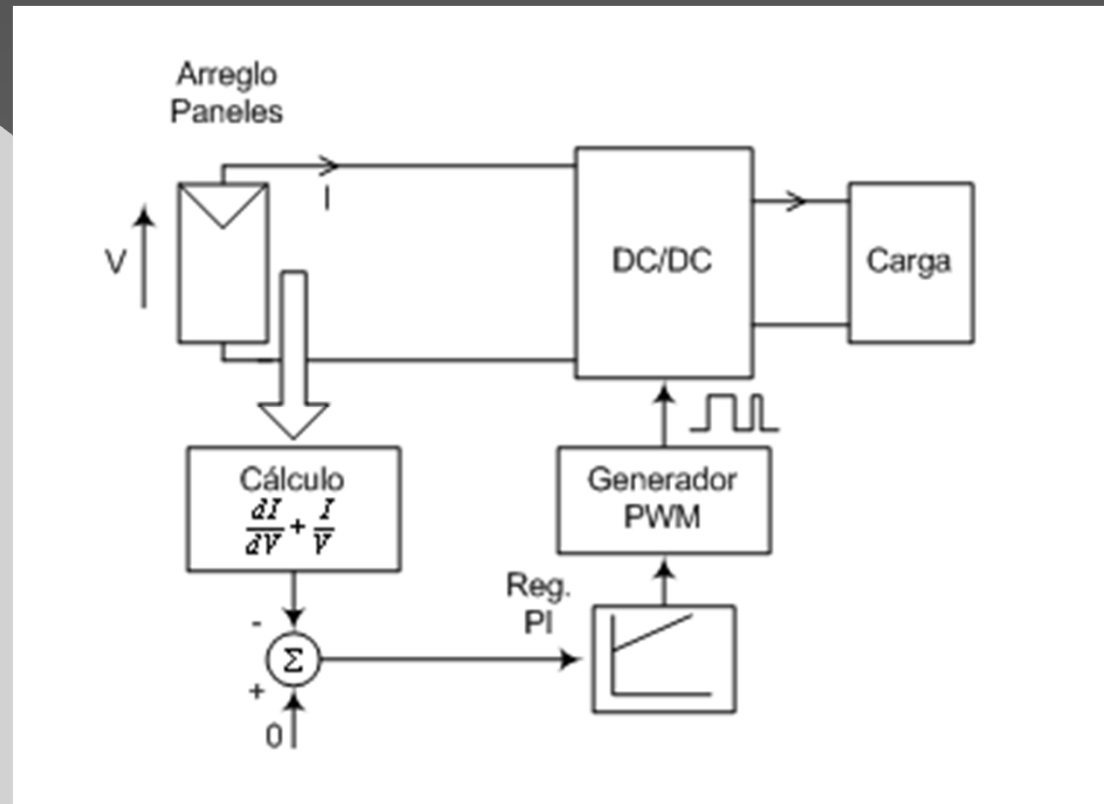 Arreglo
Paneles
I
V
DC/DC
Carga
Cálculo
dI/dV + I/V
Generador
PWM
Reg.
PI
-
Σ
+
0